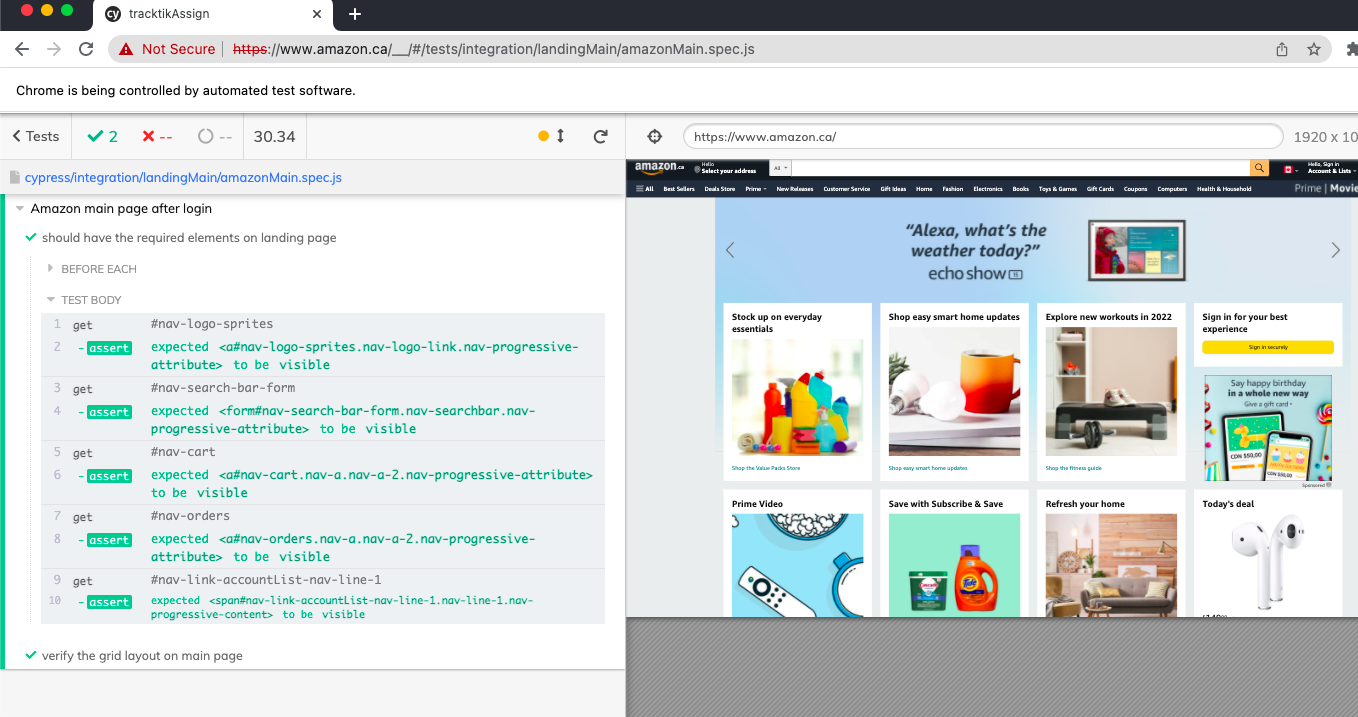 cy tracktikAssign
Not Secure https://www.amazon.ca/__/#/tests/integration/landingMain/amazonMain.spec.js
Chrome is being controlled by automated test software.
Tests 2 -- -- 30.34
https://www.amazon.ca/ 1920 x 10
cypress/integration/landingMain/amazonMain.spec.js
Amazon main page after login
should have the required elements on landing page
BEFORE EACH
TEST BODY
1 get #nav-logo-sprites
2 -assert expected <a#nav-logo-sprites.nav-logo-link.nav-progressive-
attribute> to be visible
3 get #nav-search-bar-form
4 -assert expected <form#nav-search-bar-form.nav-searchbar.nav-
progressive-attribute> to be visible
5 get #nav-cart
6 -assert expected <a#nav-cart.nav-a.nav-a-2.nav-progressive-attribute>
to be visible
7 get #nav-orders
8 -assert expected <a#nav-orders.nav-a.nav-a-2.nav-progressive-
attribute> to be visible
9 get #nav-link-accountList-nav-line-1
10 -assert expected <span#nav-link-accountList-nav-line-1.nav-line-1.nav-
progressive-content> to be visible
verify the grid layout on main page
amazon.ca
Hello
Select your address
All
Hello, Sign in
Account & Lists
All Best Sellers Deals Store Prime New Releases Customer Service Gift Ideas Home Fashion Electronics Books Toys & Games Gift Cards Coupons Computers Health & Household
Prime | Movie
“Alexa, what’s the
weather today?”
echo show 15
Stock up on everyday
essentials
Shop the Value Packs Store
Shop easy smart home updates
Shop easy smart home updates
Explore new workouts in 2022
Shop the fitness guide
Sign in for your best
experience
Sign in securely
Say happy birthday
in a whole new way
Give a gift card ›
CDN $50.00
CDN $50.00
Sponsored
Prime Video
Save with Subscribe & Save
Tide
Refresh your home
Today's deal